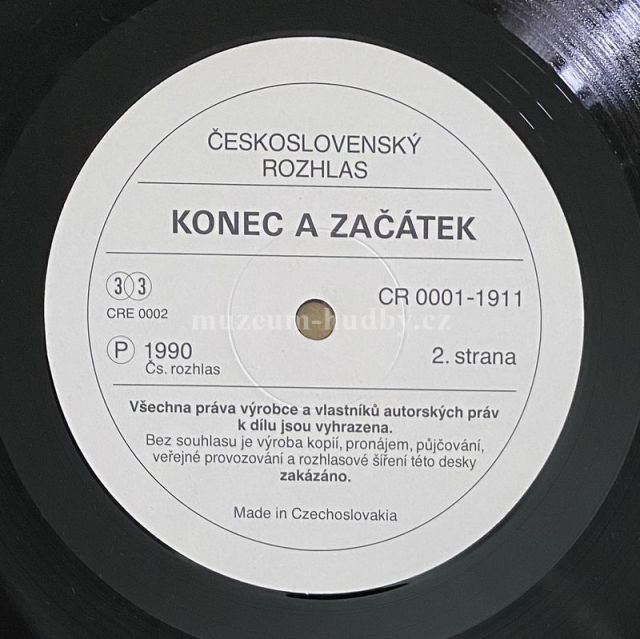 ČESKOSLOVENSKÝ
ROZHLAS
KONEC A ZAČÁTEK
33
CR 0001-1911
CRE 0002
muzeum-hudby.cz
P 1990
Čs. rozhlas
2. strana
Všechna práva výrobce a vlastníků autorských práv
k dílu jsou vyhrazena.
Bez souhlasu je výroba kopií, pronájem, půjčování,
veřejné provozování a rozhlasové šíření této desky
zakázáno.
Made in Czechoslovakia